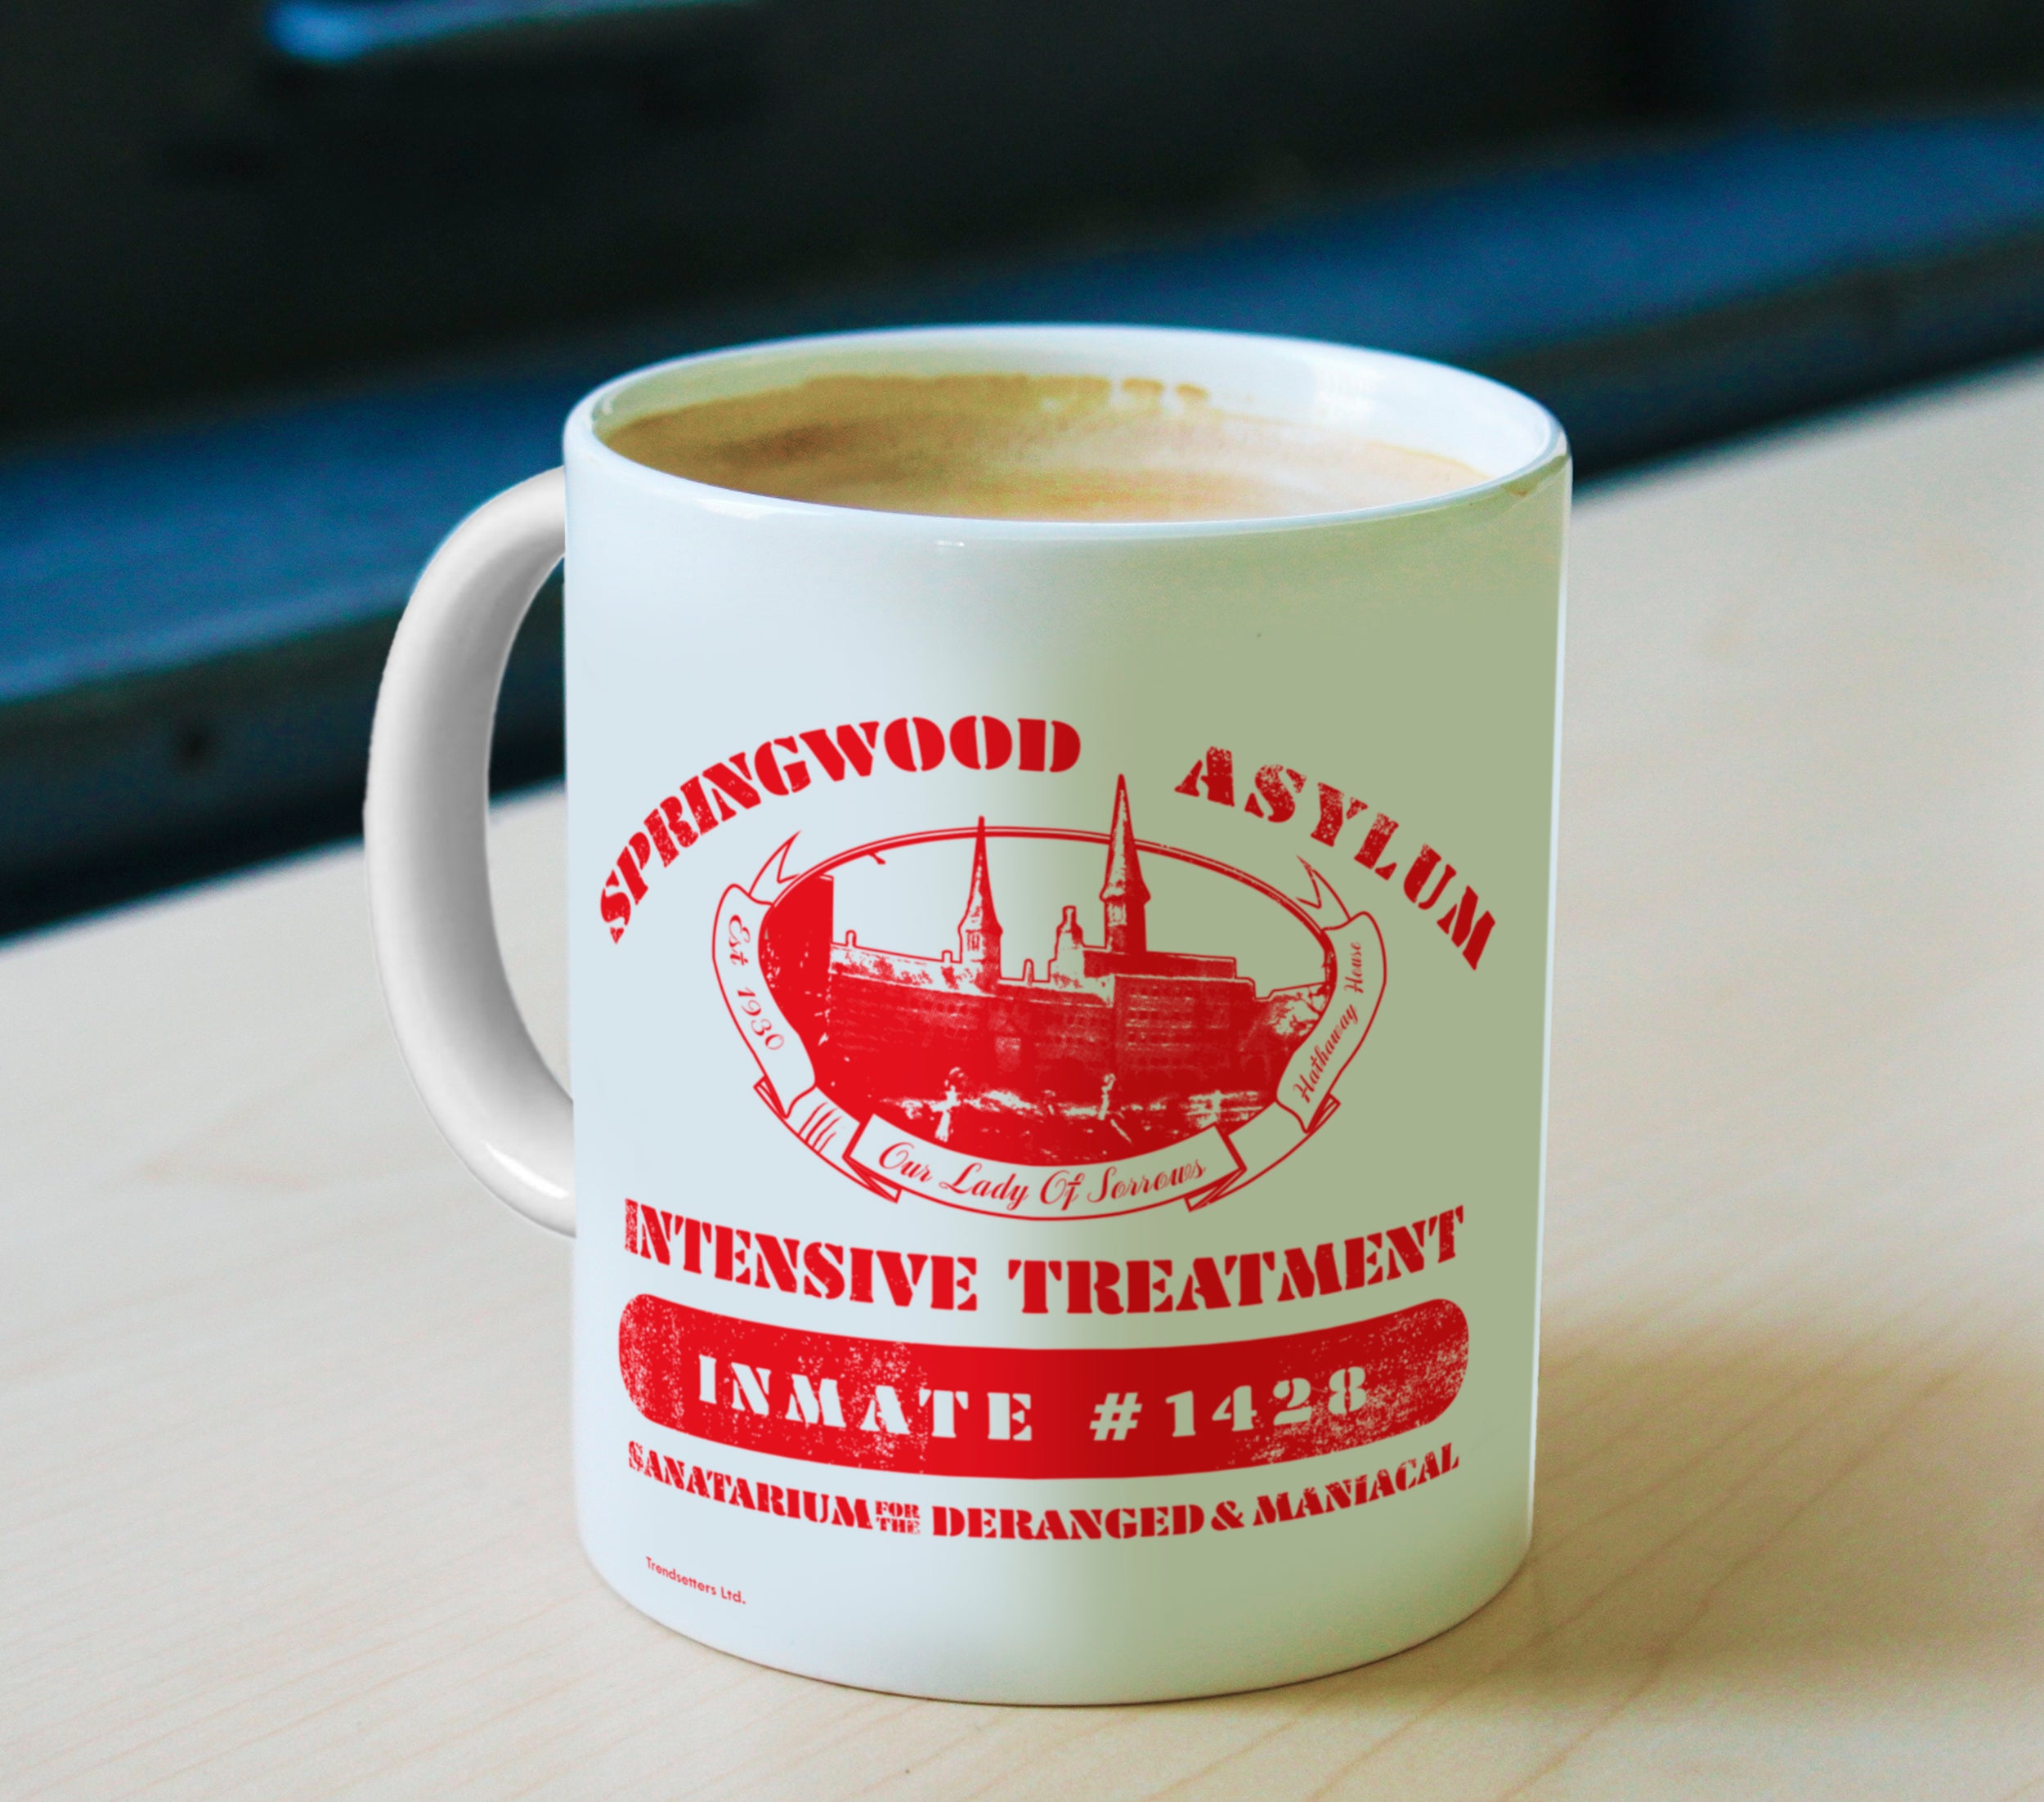 SPRINGWOOD ASYLUM
Est 1930
Hathaway House
Our Lady Of Sorrows
INTENSIVE TREATMENT
INMATE #1428
SANATARIUM FOR THE DERANGED & MANIACAL
Trendsetters Ltd.